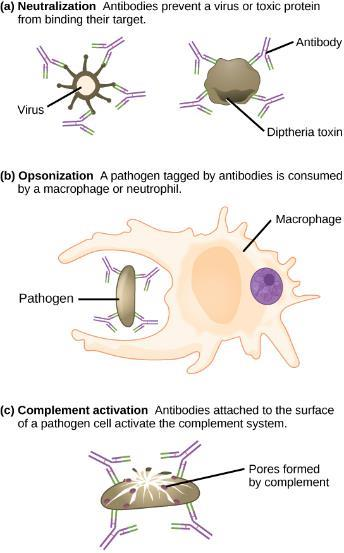 (a) Neutralization Antibodies prevent a virus or toxic protein
from binding their target.
Antibody
Virus
Diptheria toxin
(b) Opsonization A pathogen tagged by antibodies is consumed
by a macrophage or neutrophil.
Macrophage
Pathogen
(c) Complement activation Antibodies attached to the surface
of a pathogen cell activate the complement system.
Pores formed
by complement